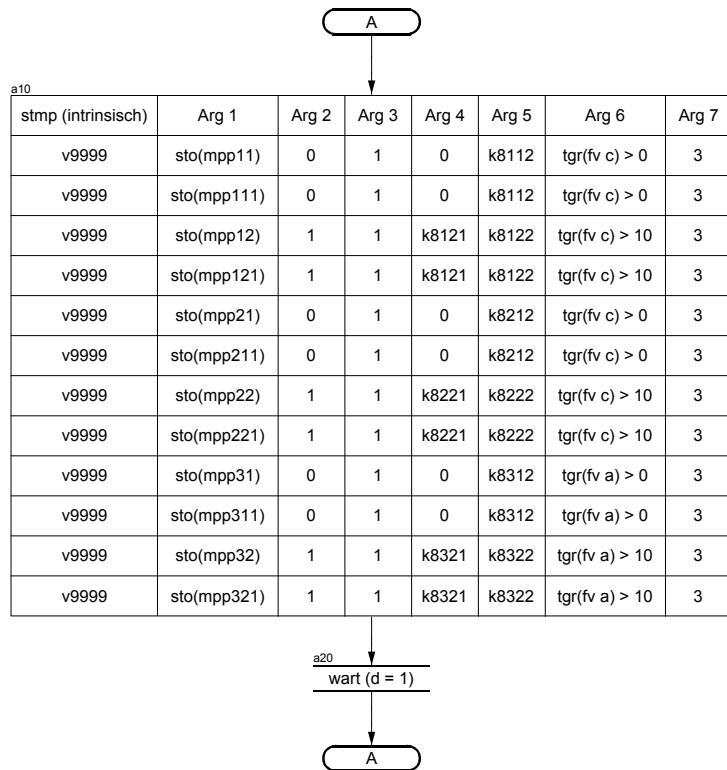 A
a10
stmp (intrinsisch) Arg 1 Arg 2 Arg 3 Arg 4 Arg 5 Arg 6 Arg 7
v9999 sto(mpp11) 0 1 0 k8112 tgr(fv c) > 0 3
v9999 sto(mpp111) 0 1 0 k8112 tgr(fv c) > 0 3
v9999 sto(mpp12) 1 1 k8121 k8122 tgr(fv c) > 10 3
v9999 sto(mpp121) 1 1 k8121 k8122 tgr(fv c) > 10 3
v9999 sto(mpp21) 0 1 0 k8212 tgr(fv c) > 0 3
v9999 sto(mpp211) 0 1 0 k8212 tgr(fv c) > 0 3
v9999 sto(mpp22) 1 1 k8221 k8222 tgr(fv c) > 10 3
v9999 sto(mpp221) 1 1 k8221 k8222 tgr(fv c) > 10 3
v9999 sto(mpp31) 0 1 0 k8312 tgr(fv a) > 0 3
v9999 sto(mpp311) 0 1 0 k8312 tgr(fv a) > 0 3
v9999 sto(mpp32) 1 1 k8321 k8322 tgr(fv a) > 10 3
v9999 sto(mpp321) 1 1 k8321 k8322 tgr(fv a) > 10 3
a20
wart (d = 1)
A